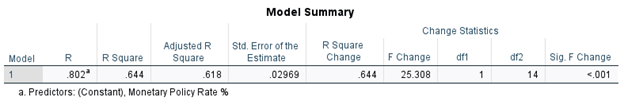 Model Summary
Change Statistics
Model R R Square Adjusted R Square Std. Error of the Estimate R Square Change F Change df1 df2 Sig. F Change
1 .802a .644 .618 .02969 .644 25.308 1 14 <.001
a. Predictors: (Constant), Monetary Policy Rate %